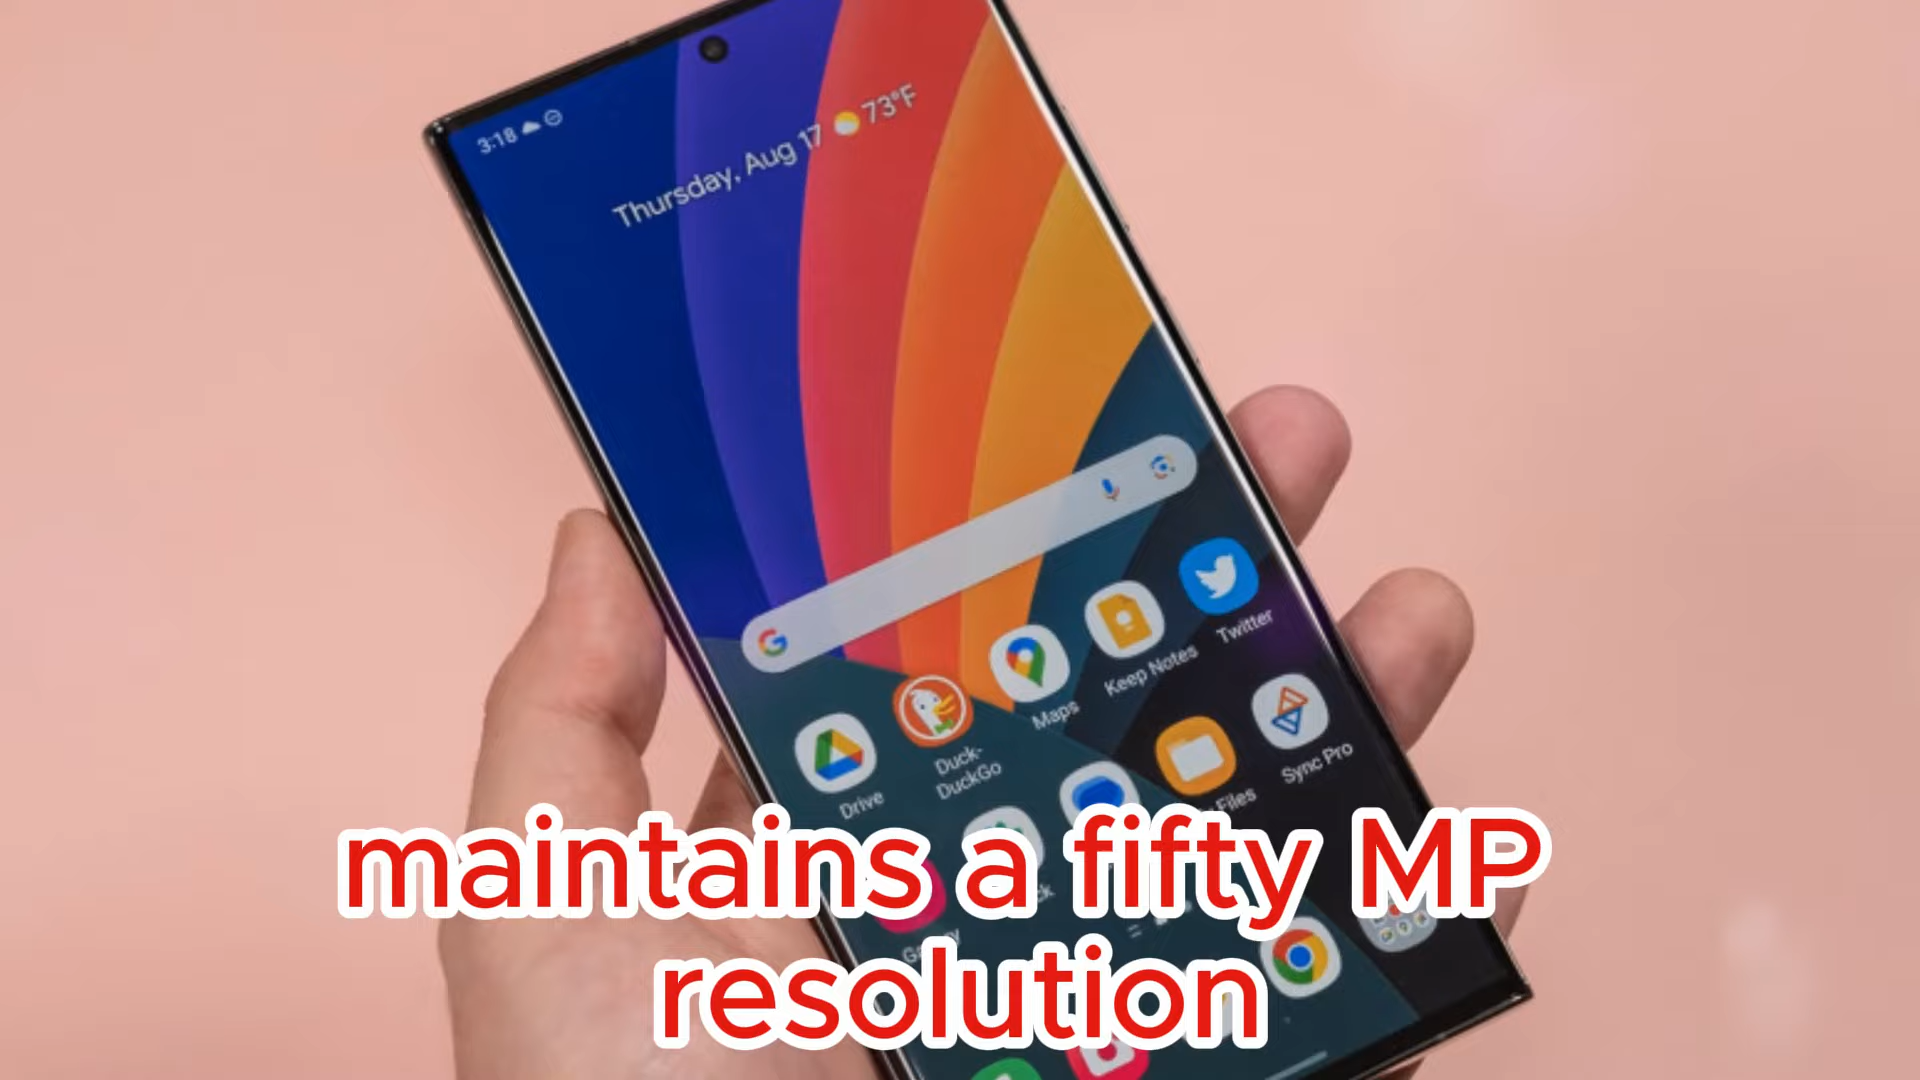 3:18
Thursday, Aug 17 73°F
Twitter
Keep Notes
Maps
Duck-
DuckGo
Drive
Sync Pro
Files
maintains a fifty MP
resolution